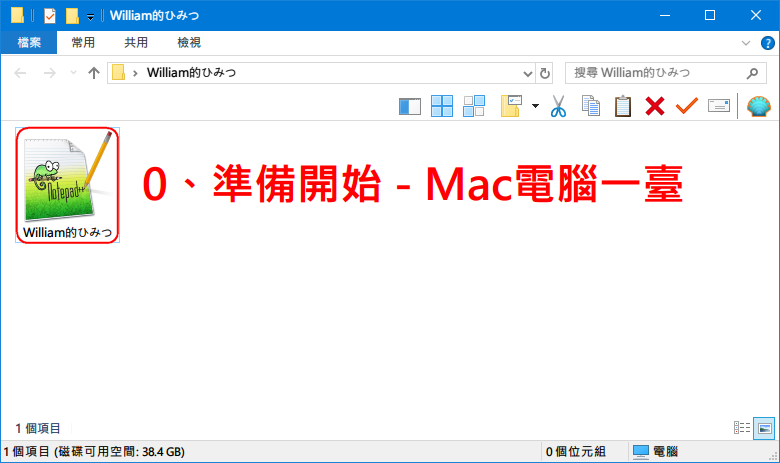 William的ひみつ
檔案 常用 共用 檢視
William的ひみつ 搜尋 William的ひみつ
Notepad++
William的ひみつ
0、準備開始 - Mac電腦一臺
1 個項目
1 個項目 (磁碟可用空間: 38.4 GB) 0 個位元組 電腦